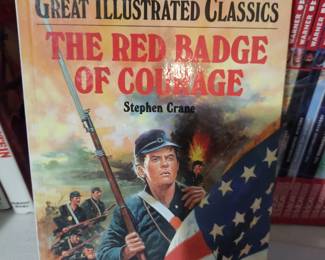 GREAT ILLUSTRATED CLASSICS
THE RED BADGE
OF COURAGE
Stephen Crane